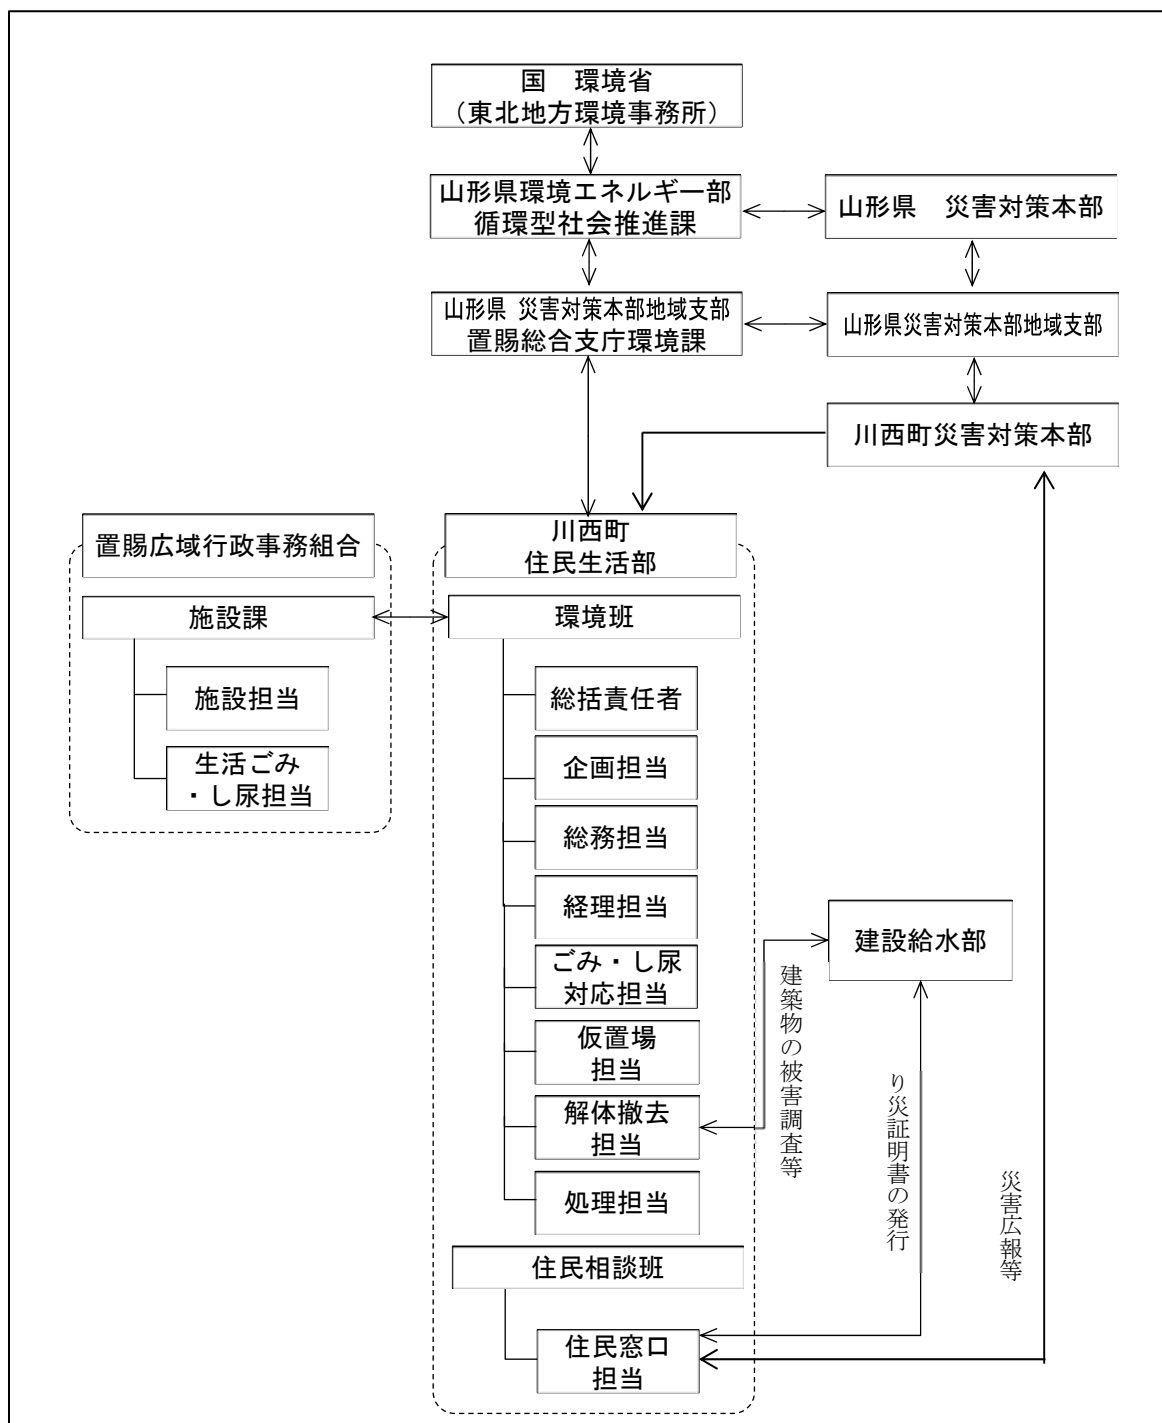 国　環境省
（東北地方環境事務所）
山形県環境エネルギー部
循環型社会推進課
山形県　災害対策本部
山形県 災害対策本部地域支部
置賜総合支庁環境課
山形県災害対策本部地域支部
川西町災害対策本部
置賜広域行政事務組合
川西町
住民生活部
施設課
環境班
施設担当
生活ごみ
・し尿担当
総括責任者
企画担当
総務担当
経理担当
ごみ・し尿
対応担当
仮置場
担当
解体撤去
担当
処理担当
建設給水部
建築物の被害調査等
り災証明書の発行
災害広報等
住民相談班
住民窓口
担当